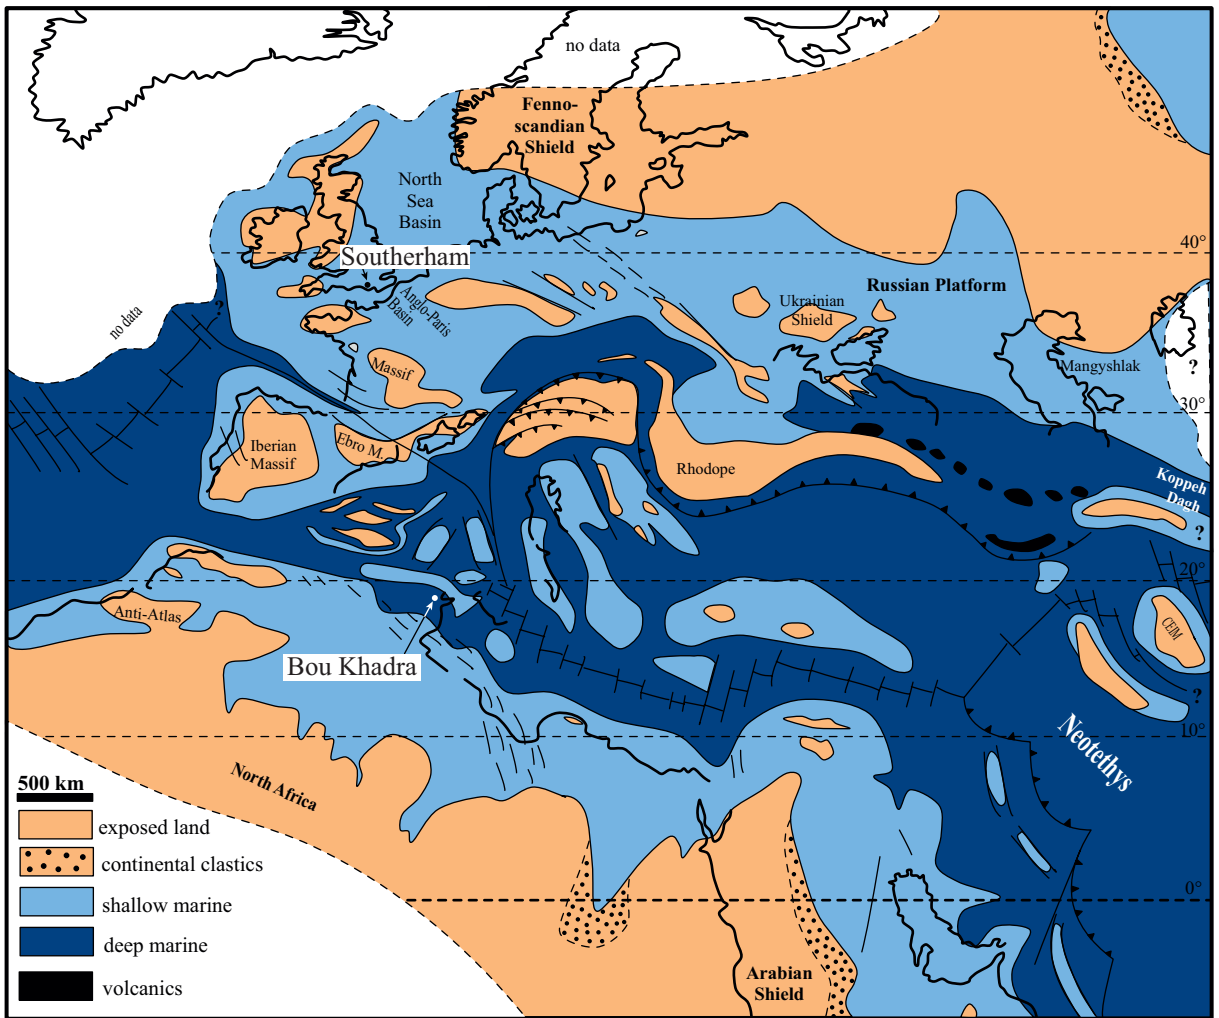 no data
Fenno-
scandian
Shield
North
Sea
Basin
40°
Southerham
Anglo-Paris
Basin
Russian Platform
Ukrainian
Shield
no data
?
Massif
Mangyshlak
?
30°
Iberian
Massif
Ebro M.
Rhodope
Koppeh
Dagh
?
20°
Anti-Atlas
CEIM
Bou Khadra
?
Neotethys
10°
North Africa
500 km
exposed land
continental clastics
shallow marine
0°
deep marine
Arabian
Shield
volcanics